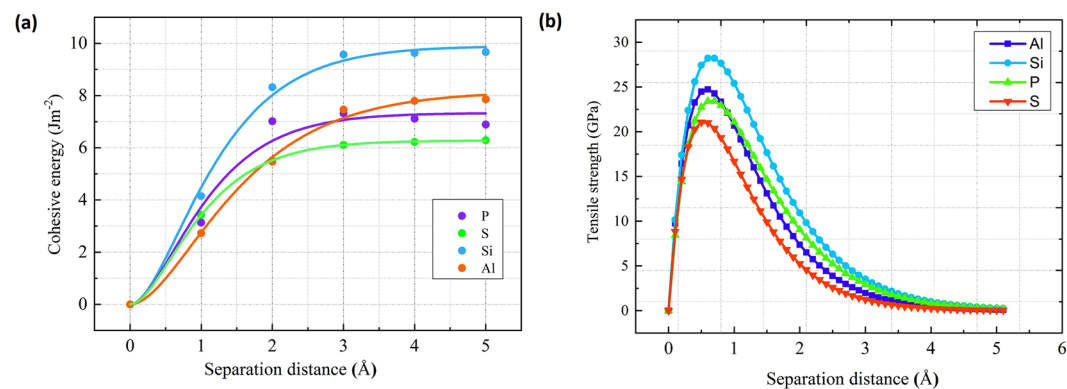 (a)
Cohesive energy (Jm⁻²)
10
8
6
4
2
0
P
S
Si
Al
0 1 2 3 4 5
Separation distance (Å)
(b)
Tensile strength (GPa)
30
25
20
15
10
5
0
Al
Si
P
S
0 1 2 3 4 5 6
Separation distance (Å)